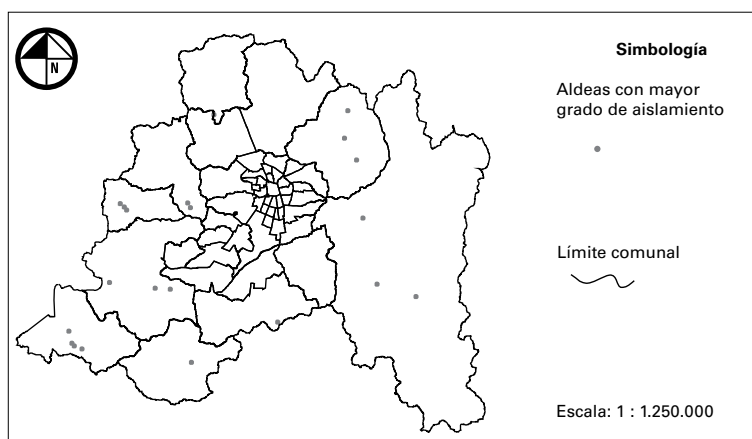 N
Simbología
Aldeas con mayor
grado de aislamiento
Límite comunal
Escala: 1 : 1.250.000